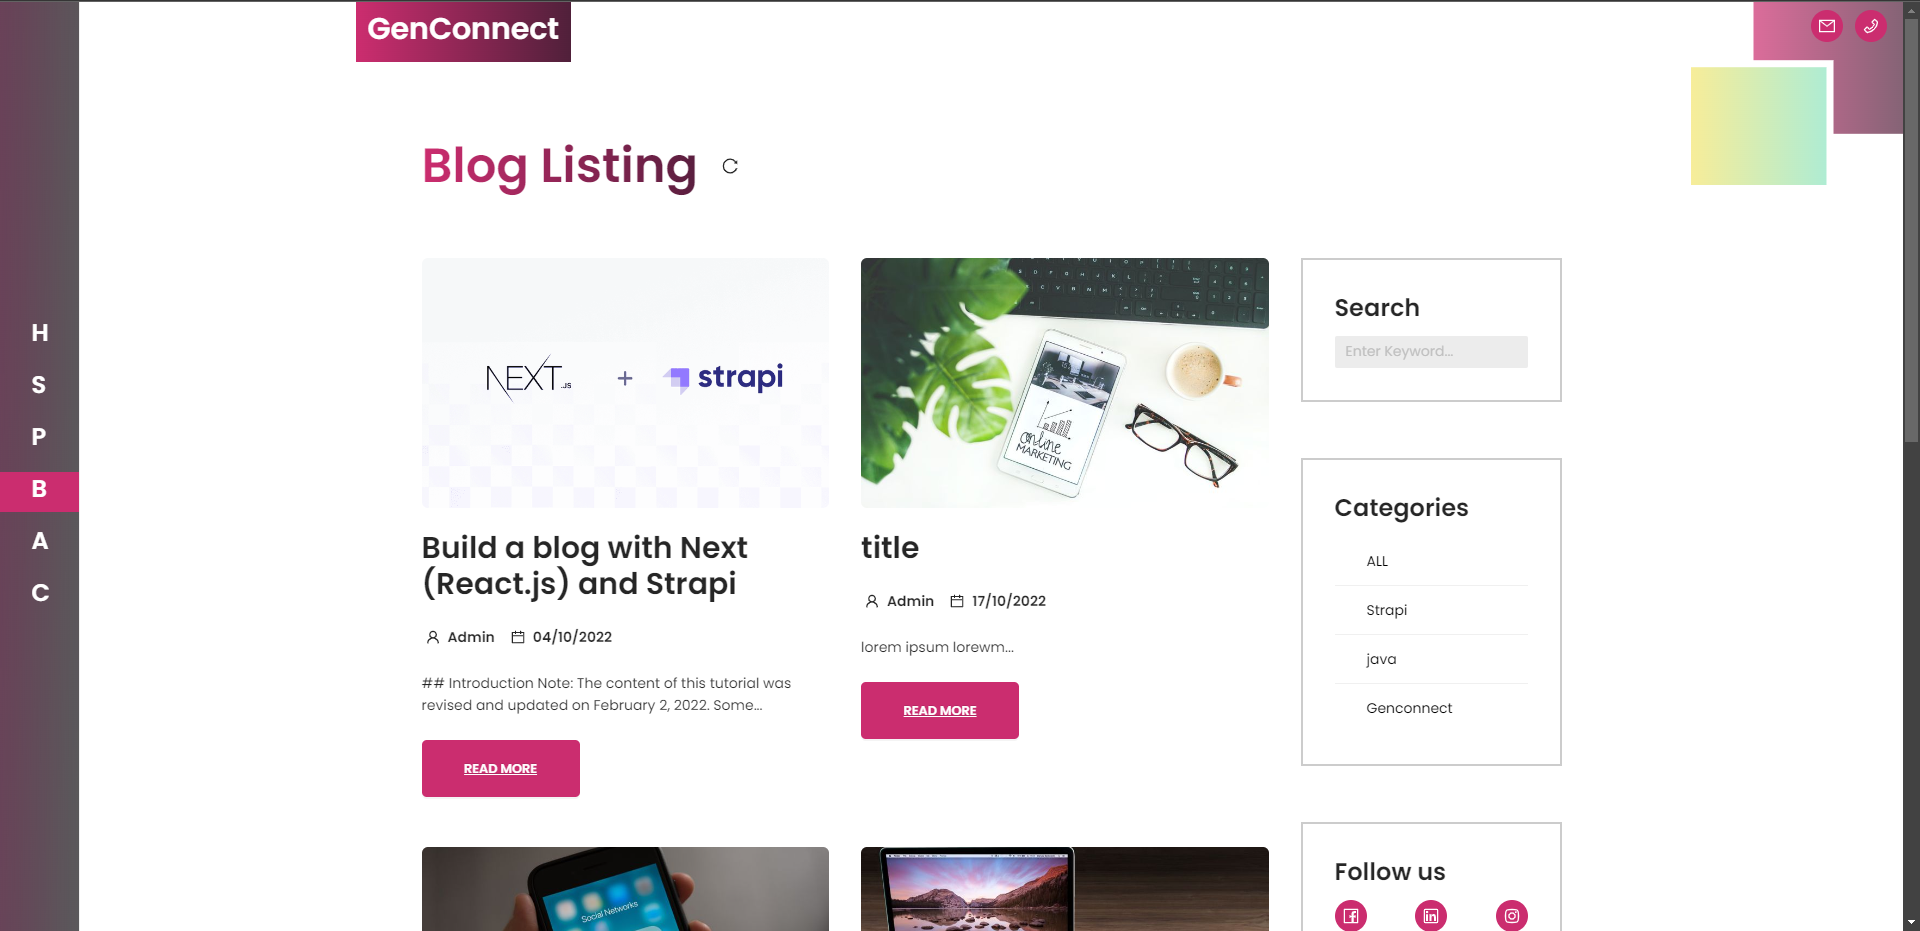 GenConnect
Blog Listing
H
S
P
B
A
C
NEXT.JS + strapi
online
MARKETING
Build a blog with Next
(React.js) and Strapi
Admin 04/10/2022
## Introduction Note: The content of this tutorial was
revised and updated on February 2, 2022. Some...
READ MORE
title
Admin 17/10/2022
lorem ipsum lorewm...
READ MORE
Social Networks
Search
Enter Keyword...
Categories
ALL
Strapi
java
Genconnect
Follow us